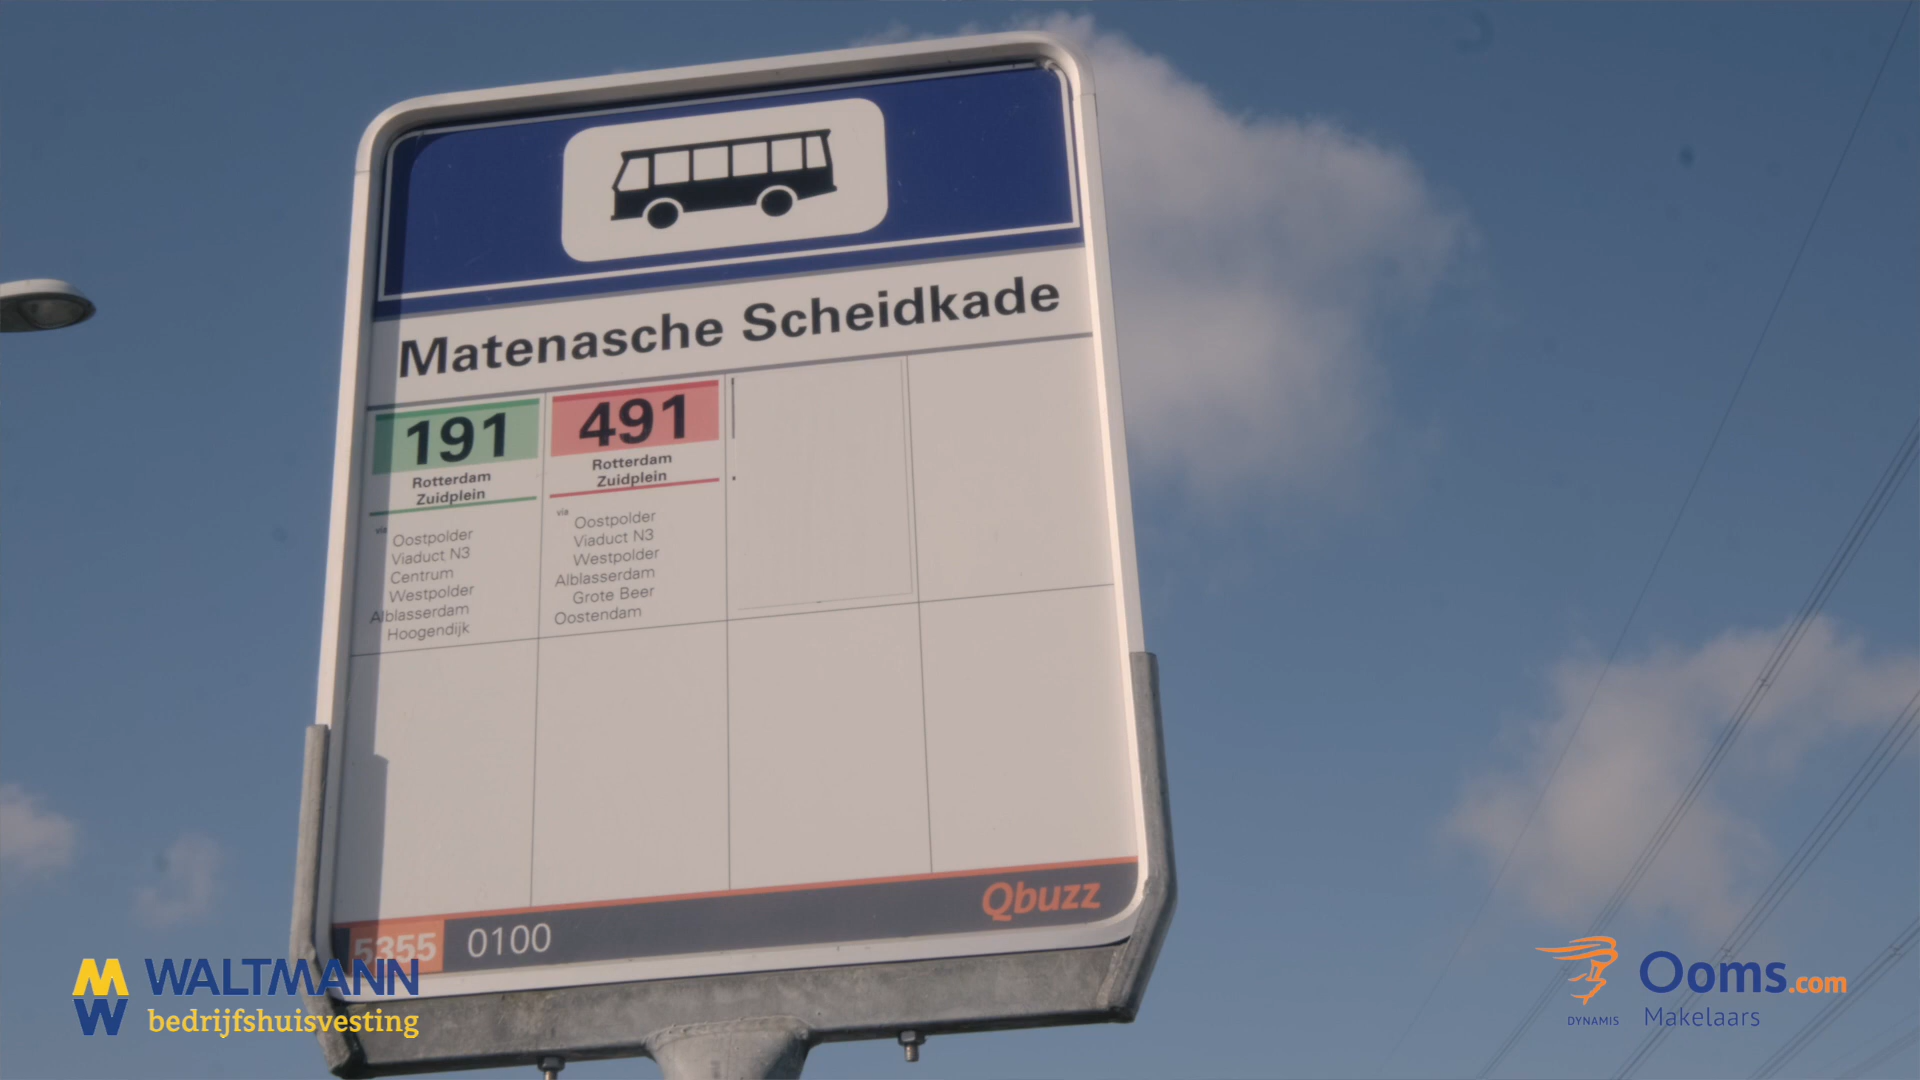 Matenasche Scheidkade
191
Rotterdam
Zuidplein
via
Oostpolder
Viaduct N3
Centrum
Westpolder
Alblasserdam
Hoogendijk
491
Rotterdam
Zuidplein
via
Oostpolder
Viaduct N3
Westpolder
Alblasserdam
Grote Beer
Oostendam
Qbuzz
5355 0100
WALTMANN
bedrijfshuisvesting
Ooms.com
DYNAMIS Makelaars